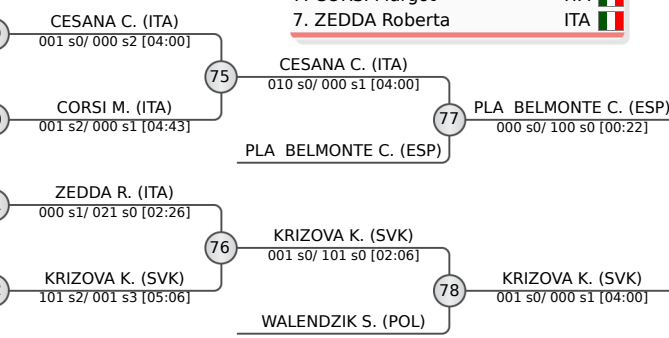 7. ZEDDA Roberta ITA
CESANA C. (ITA)
001 s0/ 000 s2 [04:00]
75
CESANA C. (ITA)
010 s0/ 000 s1 [04:00]
CORSI M. (ITA)
001 s2/ 000 s1 [04:43]
77
PLA BELMONTE C. (ESP)
000 s0/ 100 s0 [00:22]
PLA BELMONTE C. (ESP)
ZEDDA R. (ITA)
000 s1/ 021 s0 [02:26]
76
KRIZOVA K. (SVK)
001 s0/ 101 s0 [02:06]
KRIZOVA K. (SVK)
101 s2/ 001 s3 [05:06]
78
KRIZOVA K. (SVK)
001 s0/ 000 s1 [04:00]
WALENDZIK S. (POL)